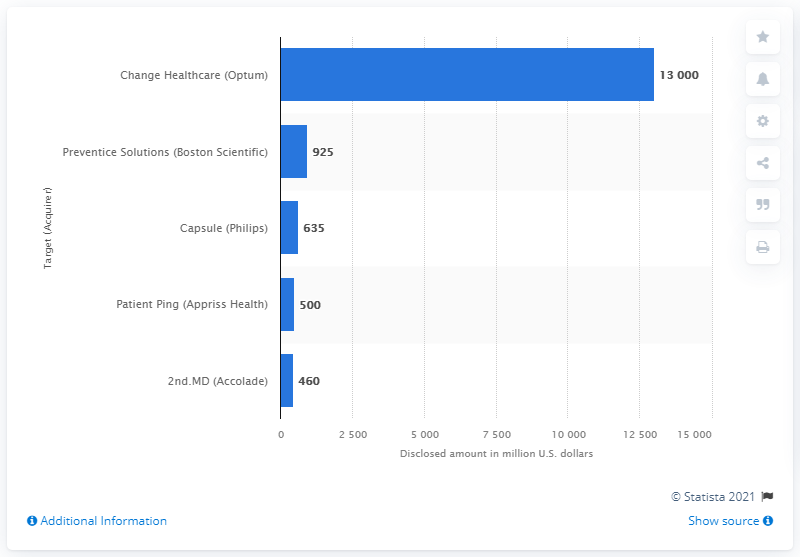 Target (Acquirer)
Change Healthcare (Optum)
13 000
Preventice Solutions (Boston Scientific)
925
Capsule (Philips)
635
Patient Ping (Appriss Health)
500
2nd.MD (Accolade)
460
0 2 500 5 000 7 500 10 000 12 500 15 000
Disclosed amount in million U.S. dollars
© Statista 2021
Additional Information
Show source